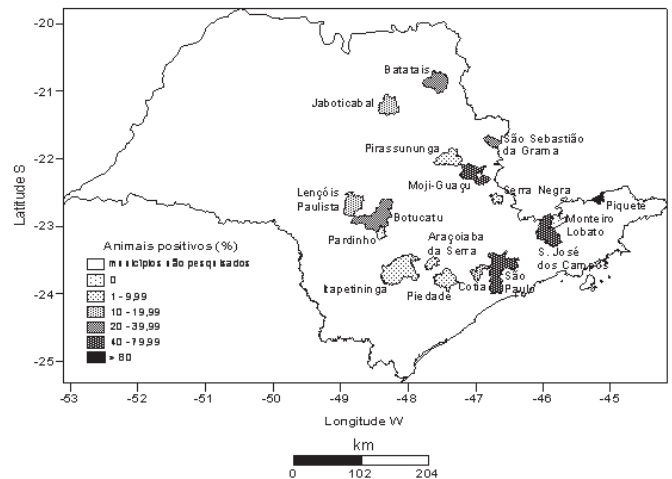 -20
-21
-22
-23
-24
-25
Latitude S
Batatais
Jaboticabal
São Sebastião
da Grama
Pirassununga
Moji-Guaçu
Serra Negra
Lençóis
Paulista
Botucatu
Piquete
Monteiro
Lobato
Pardinho
Araçoiaba
da Serra
S. José
dos Campos
Itapetininga
Piedade
Cotia
São
Paulo
Animais positivos (%)
municípios não pesquisados
0
1 - 9,99
10 - 19,99
20 - 39,99
40 - 79,99
-53
-52
-51
-50
-49
-48
-47
-46
-45
Longitude W
km
0
102
204